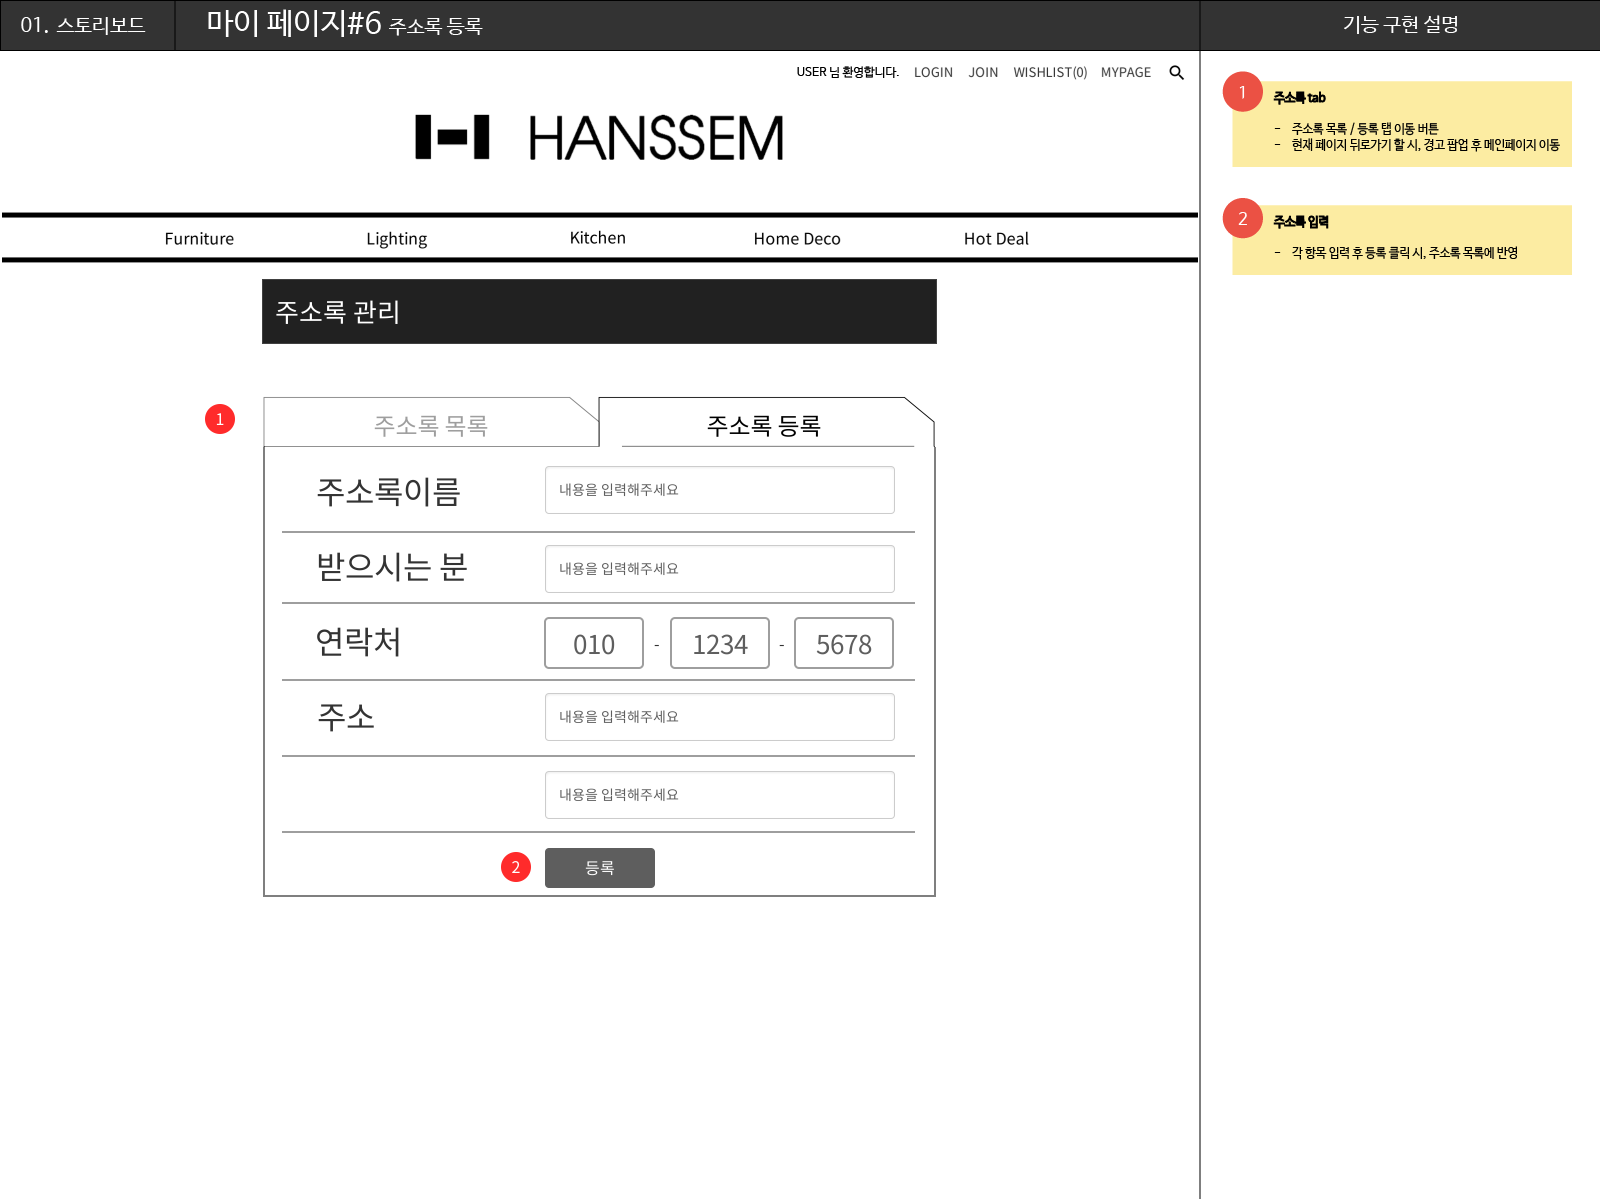 01. 스토리보드
마이 페이지#6 주소록 등록
기능 구현 설명
USER 님 환영합니다. LOGIN JOIN WISHLIST(0) MYPAGE
HANSSEM
Furniture Lighting Kitchen Home Deco Hot Deal
주소록 관리
1
주소록 목록 주소록 등록
주소록이름 내용을 입력해주세요
받으시는 분 내용을 입력해주세요
연락처 010 - 1234 - 5678
주소 내용을 입력해주세요
내용을 입력해주세요
2 등록
1 주소록 tab
- 주소록 목록 / 등록 탭 이동 버튼
- 현재 페이지 뒤로가기 할 시, 경고 팝업 후 메인페이지 이동
2 주소록 입력
- 각 항목 입력 후 등록 클릭 시, 주소록 목록에 반영